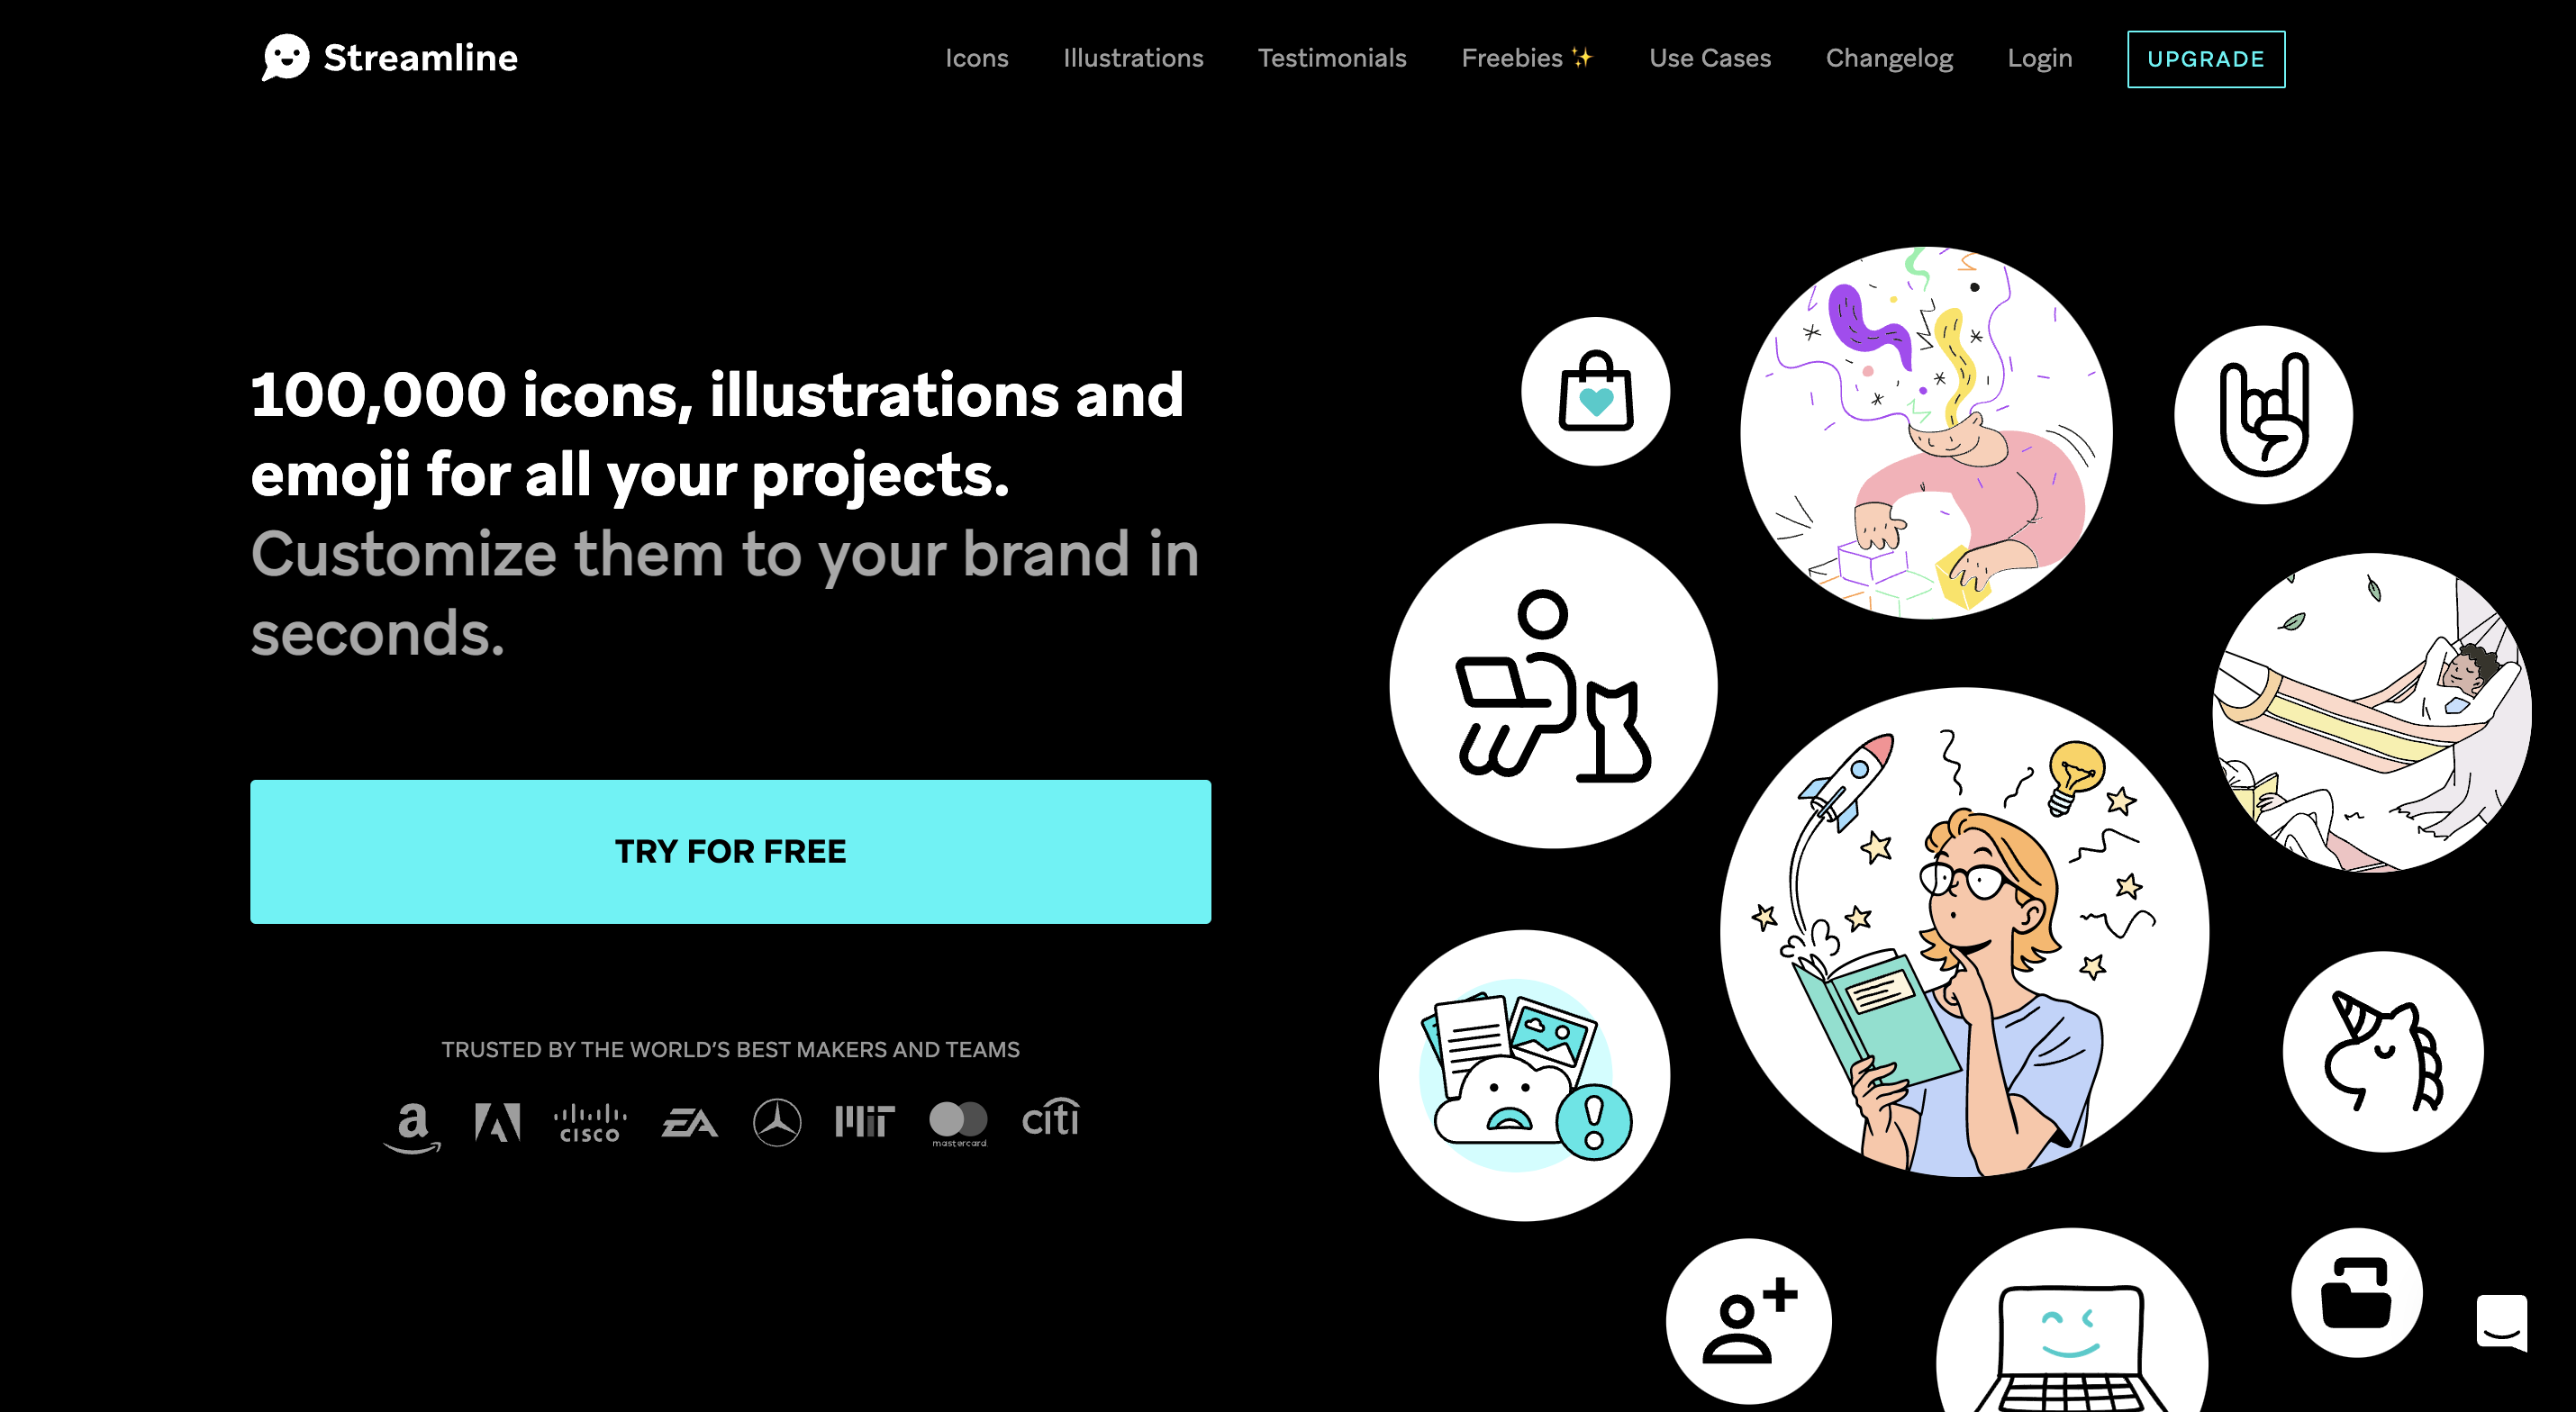 Streamline
Icons
Illustrations
Testimonials
Freebies ✨
Use Cases
Changelog
Login
UPGRADE
100,000 icons, illustrations and
emoji for all your projects.
Customize them to your brand in
seconds.
TRY FOR FREE
TRUSTED BY THE WORLD’S BEST MAKERS AND TEAMS
a
CISCO
EA
MIT
mastercard.
citi